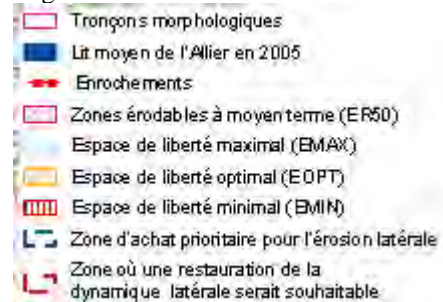 Tronçons morphologiques
Lit moyen de l'Allier en 2005
Enrochements
Zones érodables à moyen terme (ER50)
Espace de liberté maximal (EMAX)
Espace de liberté optimal (EOPT)
Espace de liberté minimal (EMIN)
Zone d'achat prioritaire pour l'érosion latérale
Zone où une restauration de la
dynamique latérale serait souhaitable